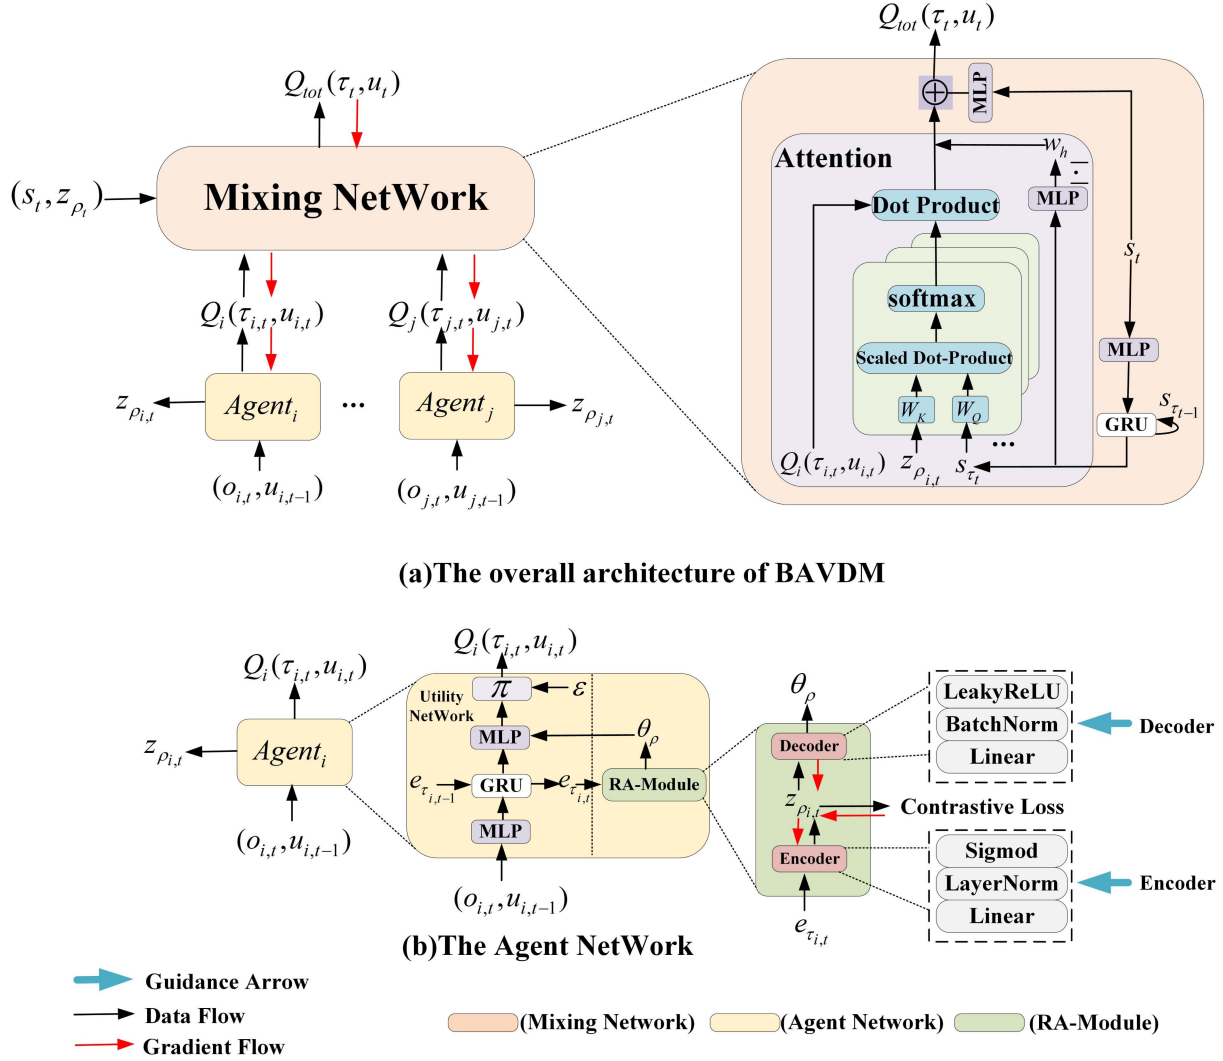 Q_tot(τ_t, u_t)
(s_t, z_ρ_t)
Mixing NetWork
Q_i(τ_i,t, u_i,t)
Q_j(τ_j,t, u_j,t)
z_ρ_i,t
Agent_i
...
Agent_j
z_ρ_j,t
(o_i,t, u_i,t-1)
(o_j,t, u_j,t-1)
Q_tot(τ_t, u_t)
MLP
Attention
w_h
|·|
MLP
Dot Product
s_t
softmax
Scaled Dot-Product
MLP
W_K
W_Q
s_τ_t-1
GRU
...
Q_i(τ_i,t, u_i,t)
z_ρ_i,t
s_τ_t
(a)The overall architecture of BAVDM
Q_i(τ_i,t, u_i,t)
z_ρ_i,t
Agent_i
(o_i,t, u_i,t-1)
Q_i(τ_i,t, u_i,t)
Utility
NetWork
π
ε
MLP
θ_ρ
e_τ_i,t-1
GRU
e_τ_i,t
RA-Module
MLP
(o_i,t, u_i,t-1)
θ_ρ
Decoder
z_ρ_i,t
Contrastive Loss
Encoder
e_τ_i,t
LeakyReLU
BatchNorm
Linear
Decoder
Sigmod
LayerNorm
Linear
Encoder
(b)The Agent NetWork
Guidance Arrow
Data Flow
Gradient Flow
(Mixing Network)
(Agent Network)
(RA-Module)